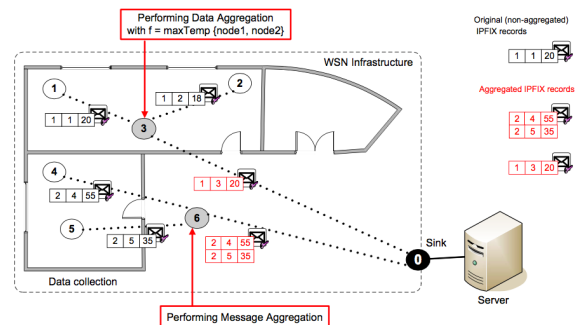 Performing Data Aggregation
with f = maxTemp {node1, node2}
Original (non-aggregated)
IPFIX records
1 1 20
Aggregated IPFIX records
2 4 55
2 5 35
1 3 20
WSN Infrastructure
1
2
1 2 18
1 1 20
3
4
1 3 20
2 4 55
5
6
2 5 35
2 4 55
2 5 35
0
Sink
Server
Data collection
Performing Message Aggregation